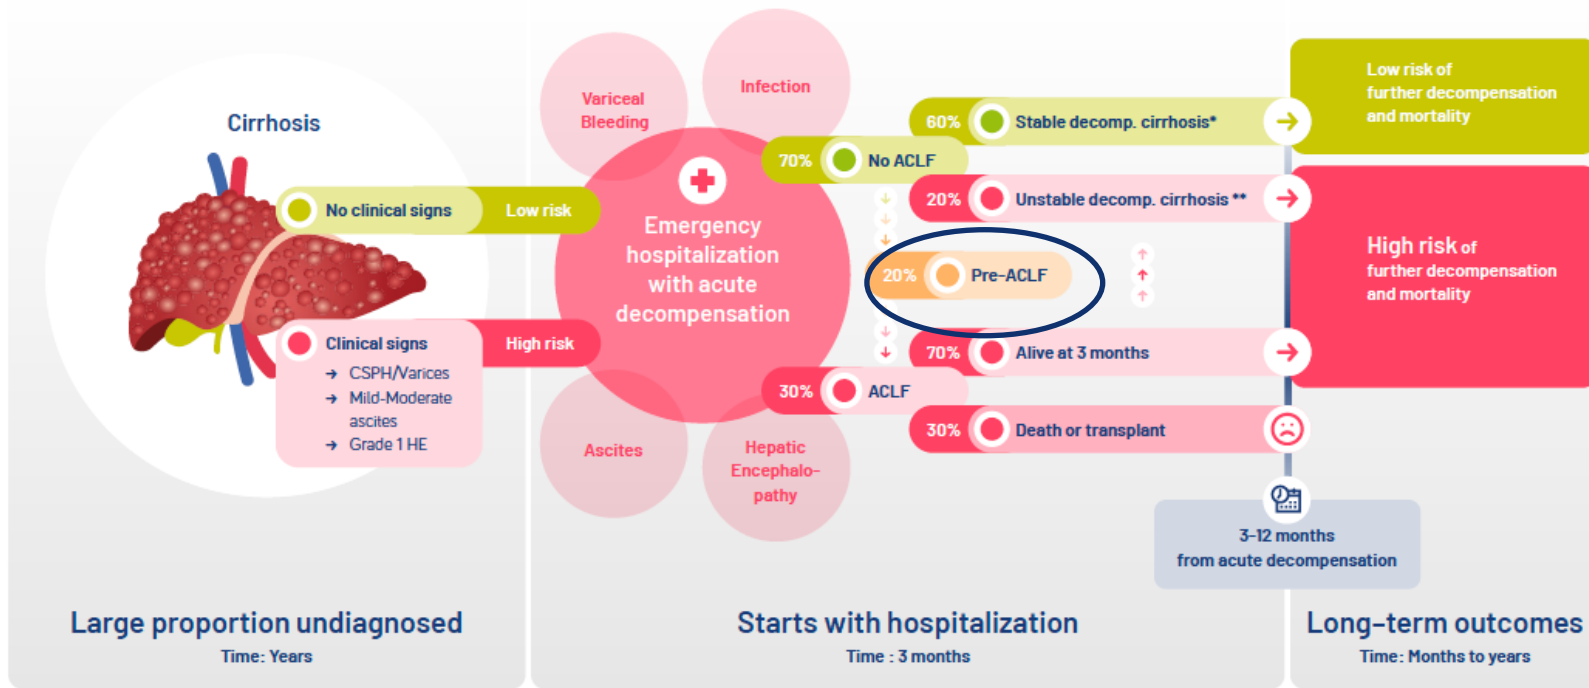 Cirrhosis
No clinical signs
Low risk
Clinical signs
→ CSPH/Varices
→ Mild-Moderate
ascites
→ Grade 1 HE
High risk
Large proportion undiagnosed
Time: Years
Variceal
Bleeding
Infection
Emergency
hospitalization
with acute
decompensation
Ascites
Hepatic
Encephalo-
pathy
70% No ACLF
60% Stable decomp. cirrhosis*
20% Unstable decomp. cirrhosis **
20% Pre-ACLF
30% ACLF
70% Alive at 3 months
30% Death or transplant
3-12 months
from acute decompensation
Starts with hospitalization
Time : 3 months
Low risk of
further decompensation
and mortality
High risk of
further decompensation
and mortality
Long-term outcomes
Time: Months to years